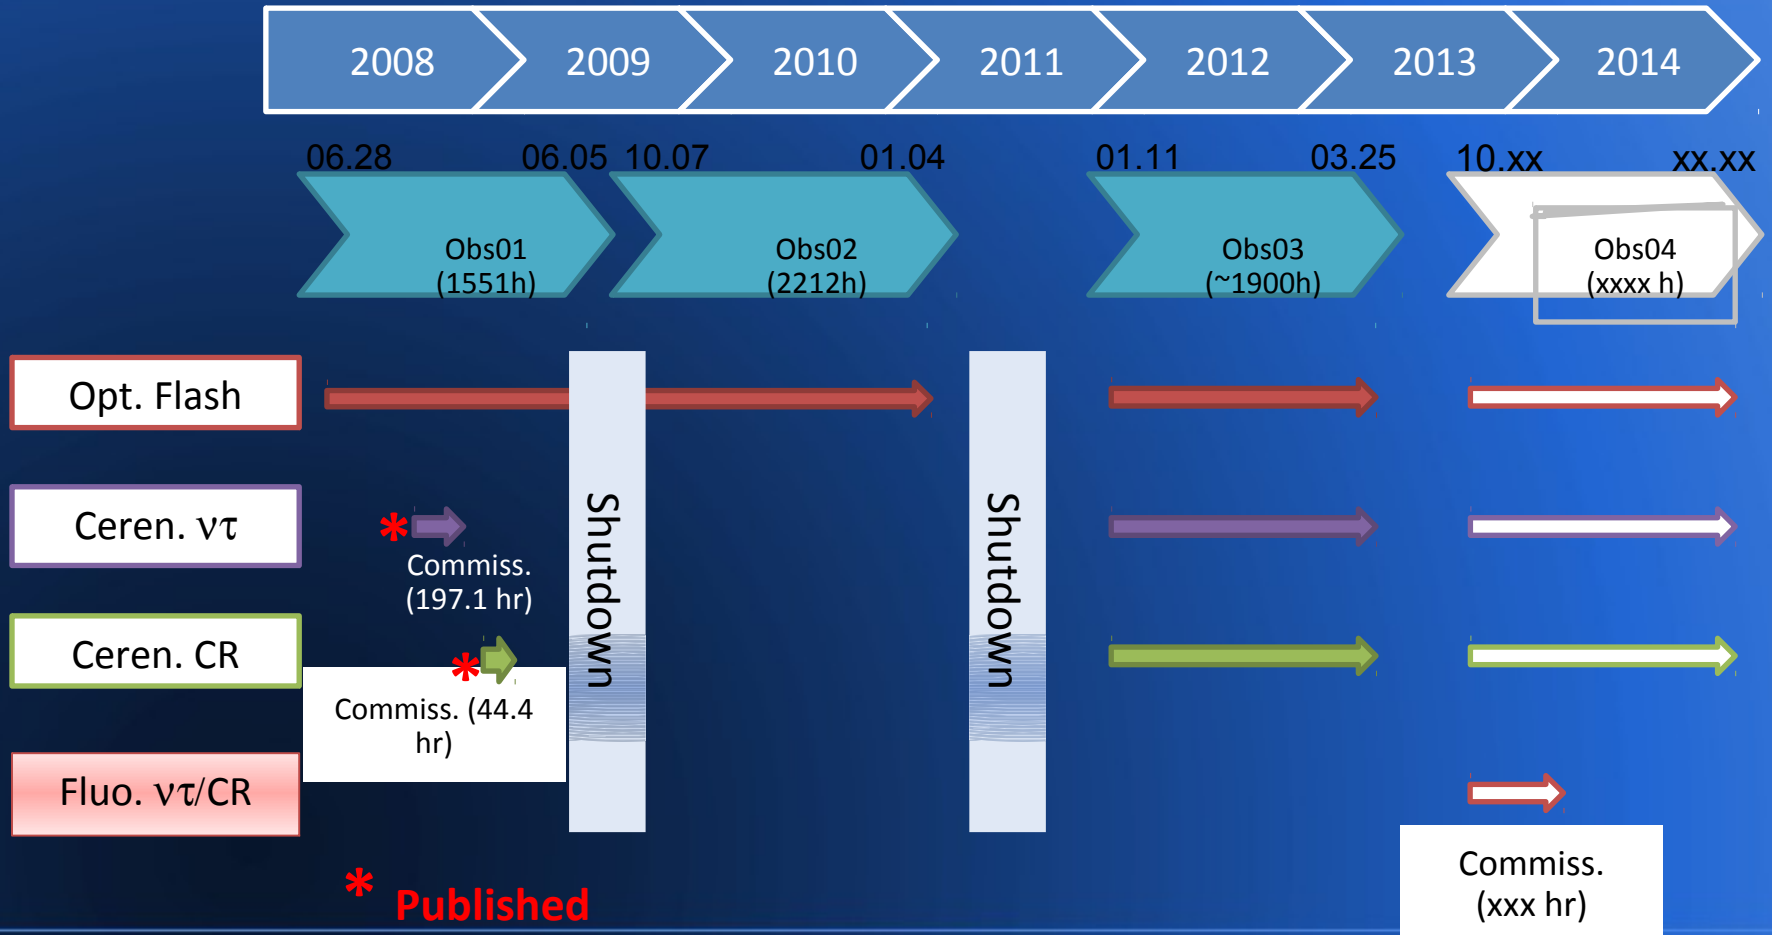 2008 2009 2010 2011 2012 2013 2014
06.28 06.05 10.07 01.04 01.11 03.25 10.xx xx.xx
Obs01
(1551h)
Obs02
(2212h)
Obs03
(~1900h)
Obs04
(xxxx h)
Opt. Flash
Ceren. ντ
*
Commiss.
(197.1 hr)
Ceren. CR
*
Commiss. (44.4
hr)
Shutdown
Shutdown
Fluo. ντ/CR
Commiss.
(xxx hr)
* Published